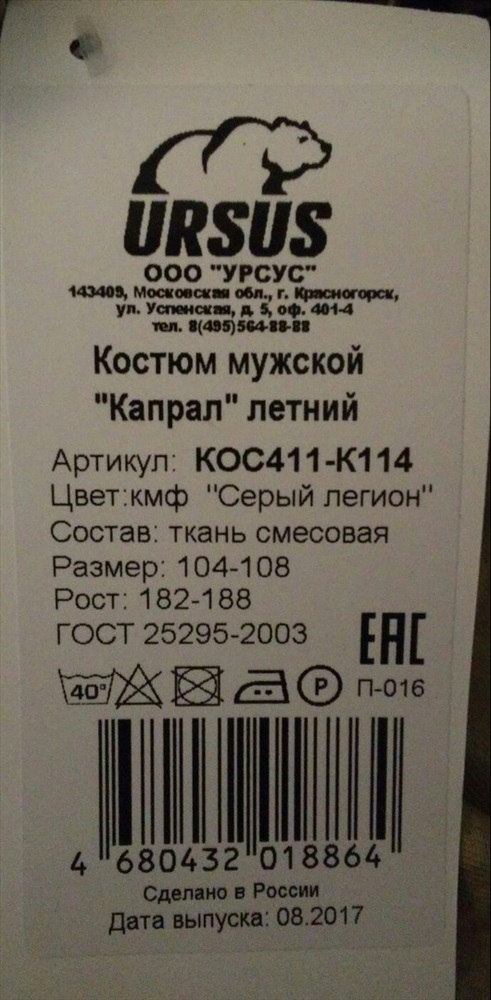 URSUS
ООО "УРСУС"
143409, Московская обл., г. Красногорск,
ул. Успенская, д. 5, оф. 401-4
тел. 8(495)564-88-88
Костюм мужской
"Капрал" летний
Артикул: КОС411-К114
Цвет:кмф "Серый легион"
Состав: ткань смесовая
Размер: 104-108
Рост: 182-188
ГОСТ 25295-2003
EAC
40° P П-016
4 680432 018864
Сделано в России
Дата выпуска: 08.2017